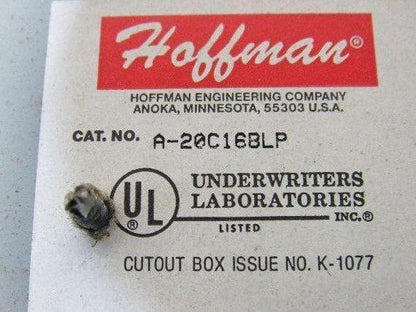 Hoffman®
HOFFMAN ENGINEERING COMPANY
ANOKA, MINNESOTA, 55303 U.S.A.
CAT. NO. A-20C16BLP
UL®
UNDERWRITERS
LABORATORIES
INC.®
LISTED
CUTOUT BOX ISSUE NO. K-1077